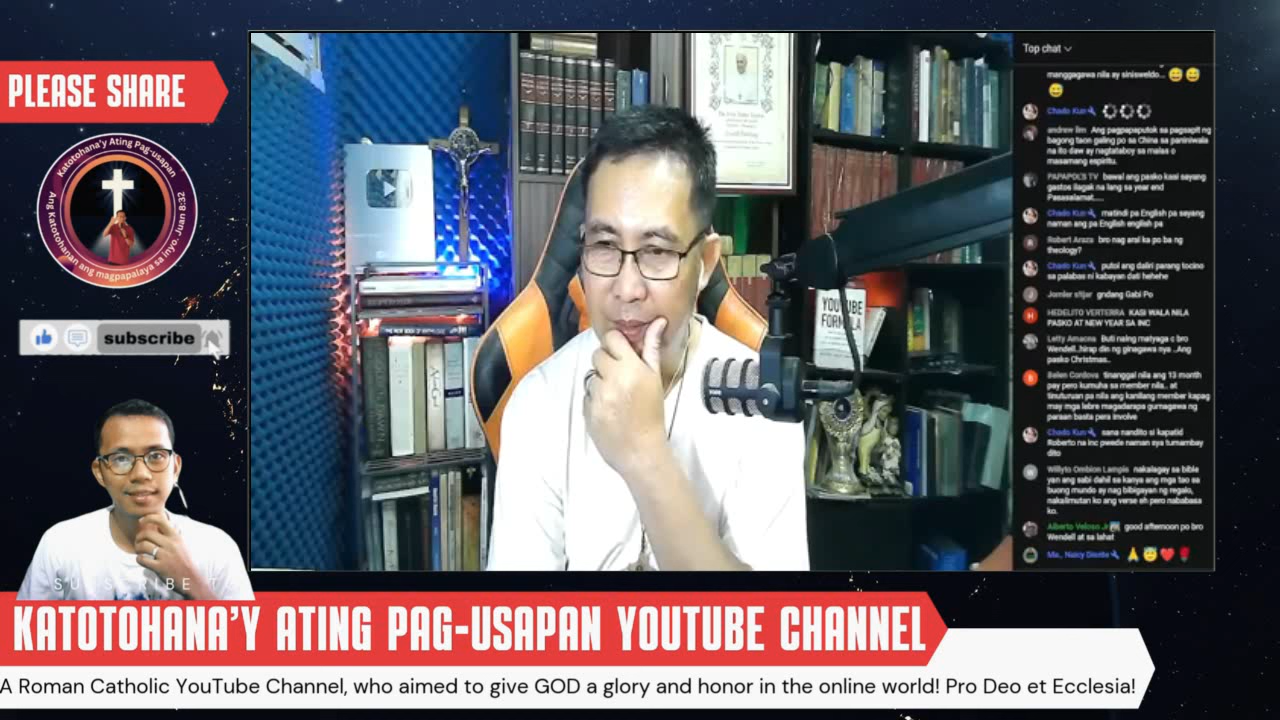 PLEASE SHARE
Katotohana'y Ating Pag-usapan
Ang Katotohanan ang magpapalaya sa inyo. Juan 8:32
subscribe
SUBSCRIBE
YOUTUBE
FORMULA
Top chat
manggagawa nila ay sinisweldo...
Chado Kun
andrew lim Ang pagpapaputok sa pagsapit ng
bagong taon galing po sa China sa paniniwala
na ito daw ay nagtataboy sa malas o
masamang espiritu.
PAPAPOL'S TV bawal ang pasko kasi sayang
gastos ilagak na lang sa year end
Pasasalamat.....
Chado Kun matindi pa English pa sayang
naman ang pa English english pa
Robert Araza bro nag aral ka po ba ng
theology?
Chado Kun putol ang daliri parang tocino
sa palabas ni kabayan dati hehehe
gndang Gabi Po
HEDELITO VERTERRA KASI WALA NILA
PASKO AT NEW YEAR SA INC
Letty Amacna Buti naing matyaga c bro
Wendell..hirap din ng ginagawa nya ..Ang
pasko Christmas..
Belen Cordova tinanggal nila ang 13 month
pay pero kumuha sa member nila.. at
tinuturuan pa nila ang kanilang member kapag
may mga lebre magadarapa gumagawa ng
paraan basta pera involve
Chado Kun sana nandito si kapatid
Roberto na inc pwede naman sya tumambay
dito
Willyto Ombion Lampis nakalagay sa bible
yan ang sabi dahil sa kanya ang mga tao sa
buong mundo ay nag bibigayan ng regalo,
nakalimutan ko ang verse eh pero nababasa
ko.
Alberto Veloso Jr good afternoon po bro
Wendell at sa lahat
KATOTOHANA'Y ATING PAG-USAPAN YOUTUBE CHANNEL
A Roman Catholic YouTube Channel, who aimed to give GOD a glory and honor in the online world! Pro Deo et Ecclesia!